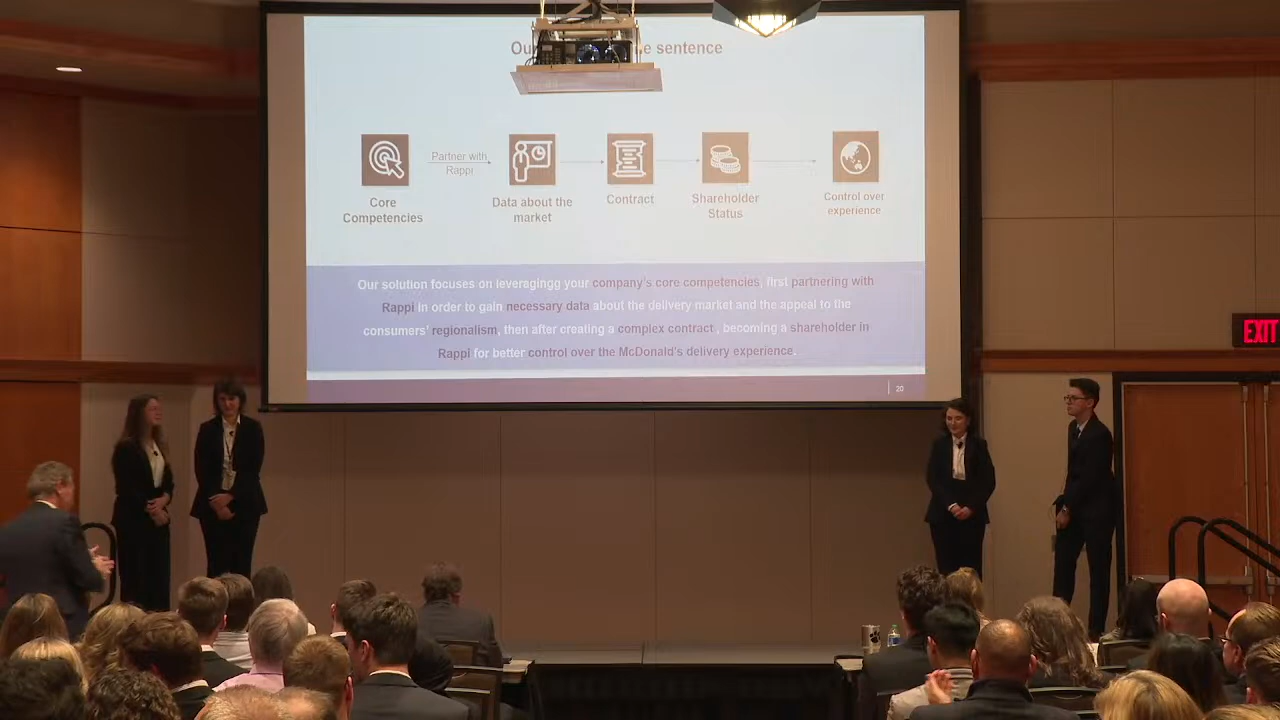 Ou e sentence
Partner with
Rappi
Core
Competencies
Data about the
market
Contract
Shareholder
Status
Control over
experience
Our solution focuses on leveragingg your company's core competencies, first partnering with
Rappi in order to gain necessary data about the delivery market and the appeal to the
consumers' regionalism, then after creating a complex contract , becoming a shareholder in
Rappi for better control over the McDonald's delivery experience.
20
EXIT